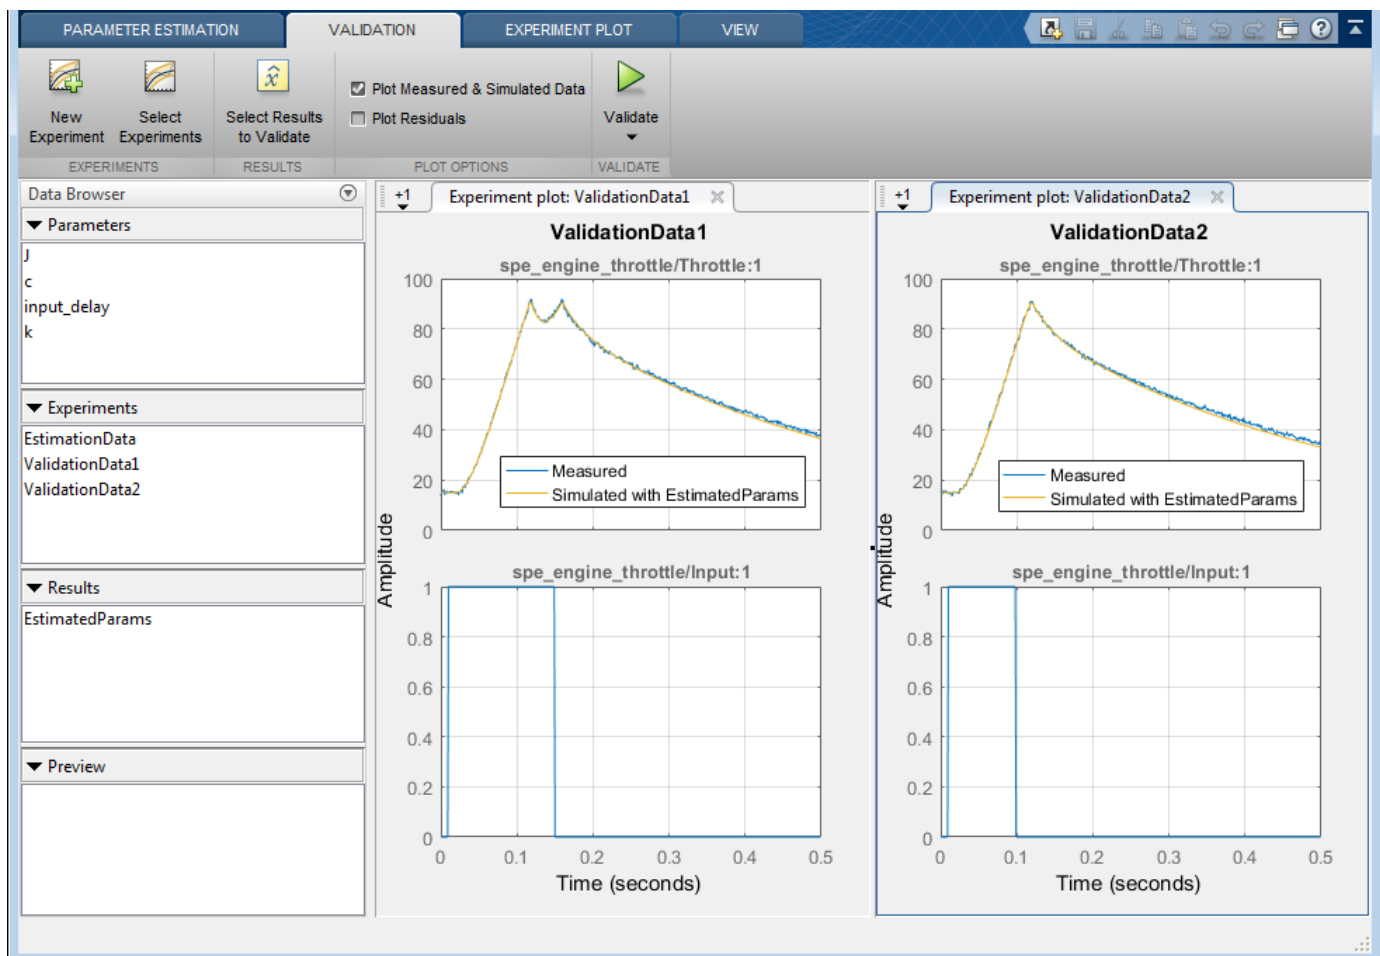 PARAMETER ESTIMATION
VALIDATION
EXPERIMENT PLOT
VIEW
New
Experiment
Select
Experiments
Select Results
to Validate
Plot Measured & Simulated Data
Plot Residuals
Validate
EXPERIMENTS
RESULTS
PLOT OPTIONS
VALIDATE
Data Browser
Parameters
J
c
input_delay
k
Experiments
EstimationData
ValidationData1
ValidationData2
Results
EstimatedParams
Preview
+1
Experiment plot: ValidationData1
ValidationData1
spe_engine_throttle/Throttle:1
100
80
60
40
20
0
Measured
Simulated with EstimatedParams
Amplitude
spe_engine_throttle/Input:1
1
0.8
0.6
0.4
0.2
0
0 0.1 0.2 0.3 0.4 0.5
Time (seconds)
+1
Experiment plot: ValidationData2
ValidationData2
spe_engine_throttle/Throttle:1
100
80
60
40
20
0
Measured
Simulated with EstimatedParams
Amplitude
spe_engine_throttle/Input:1
1
0.8
0.6
0.4
0.2
0
0 0.1 0.2 0.3 0.4 0.5
Time (seconds)